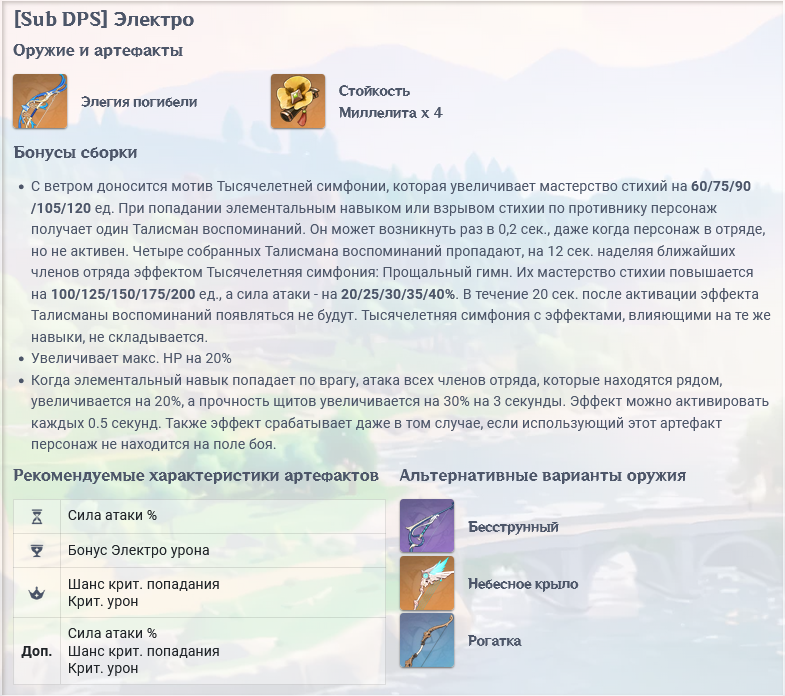 [Sub DPS] Электро
Оружие и артефакты
Элегия погибели
Стойкость
Миллелита x 4
Бонусы сборки
• С ветром доносится мотив Тысячелетней симфонии, которая увеличивает мастерство стихий на 60/75/90
/105/120 ед. При попадании элементальным навыком или взрывом стихии по противнику персонаж
получает один Талисман воспоминаний. Он может возникнуть раз в 0,2 сек., даже когда персонаж в отряде,
но не активен. Четыре собранных Талисмана воспоминаний пропадают, на 12 сек. наделяя ближайших
членов отряда эффектом Тысячелетняя симфония: Прощальный гимн. Их мастерство стихии повышается
на 100/125/150/175/200 ед., а сила атаки - на 20/25/30/35/40%. В течение 20 сек. после активации эффекта
Талисманы воспоминаний появляться не будут. Тысячелетняя симфония с эффектами, влияющими на те же
навыки, не складывается.
• Увеличивает макс. HP на 20%
• Когда элементальный навык попадает по врагу, атака всех членов отряда, которые находятся рядом,
увеличивается на 20%, а прочность щитов увеличивается на 30% на 3 секунды. Эффект можно активировать
каждых 0.5 секунд. Также эффект срабатывает даже в том случае, если использующий этот артефакт
персонаж не находится на поле боя.
Рекомендуемые характеристики артефактов
Сила атаки %
Бонус Электро урона
Шанс крит. попадания
Крит. урон
Доп.
Сила атаки %
Шанс крит. попадания
Крит. урон
Альтернативные варианты оружия
Бесструнный
Небесное крыло
Рогатка